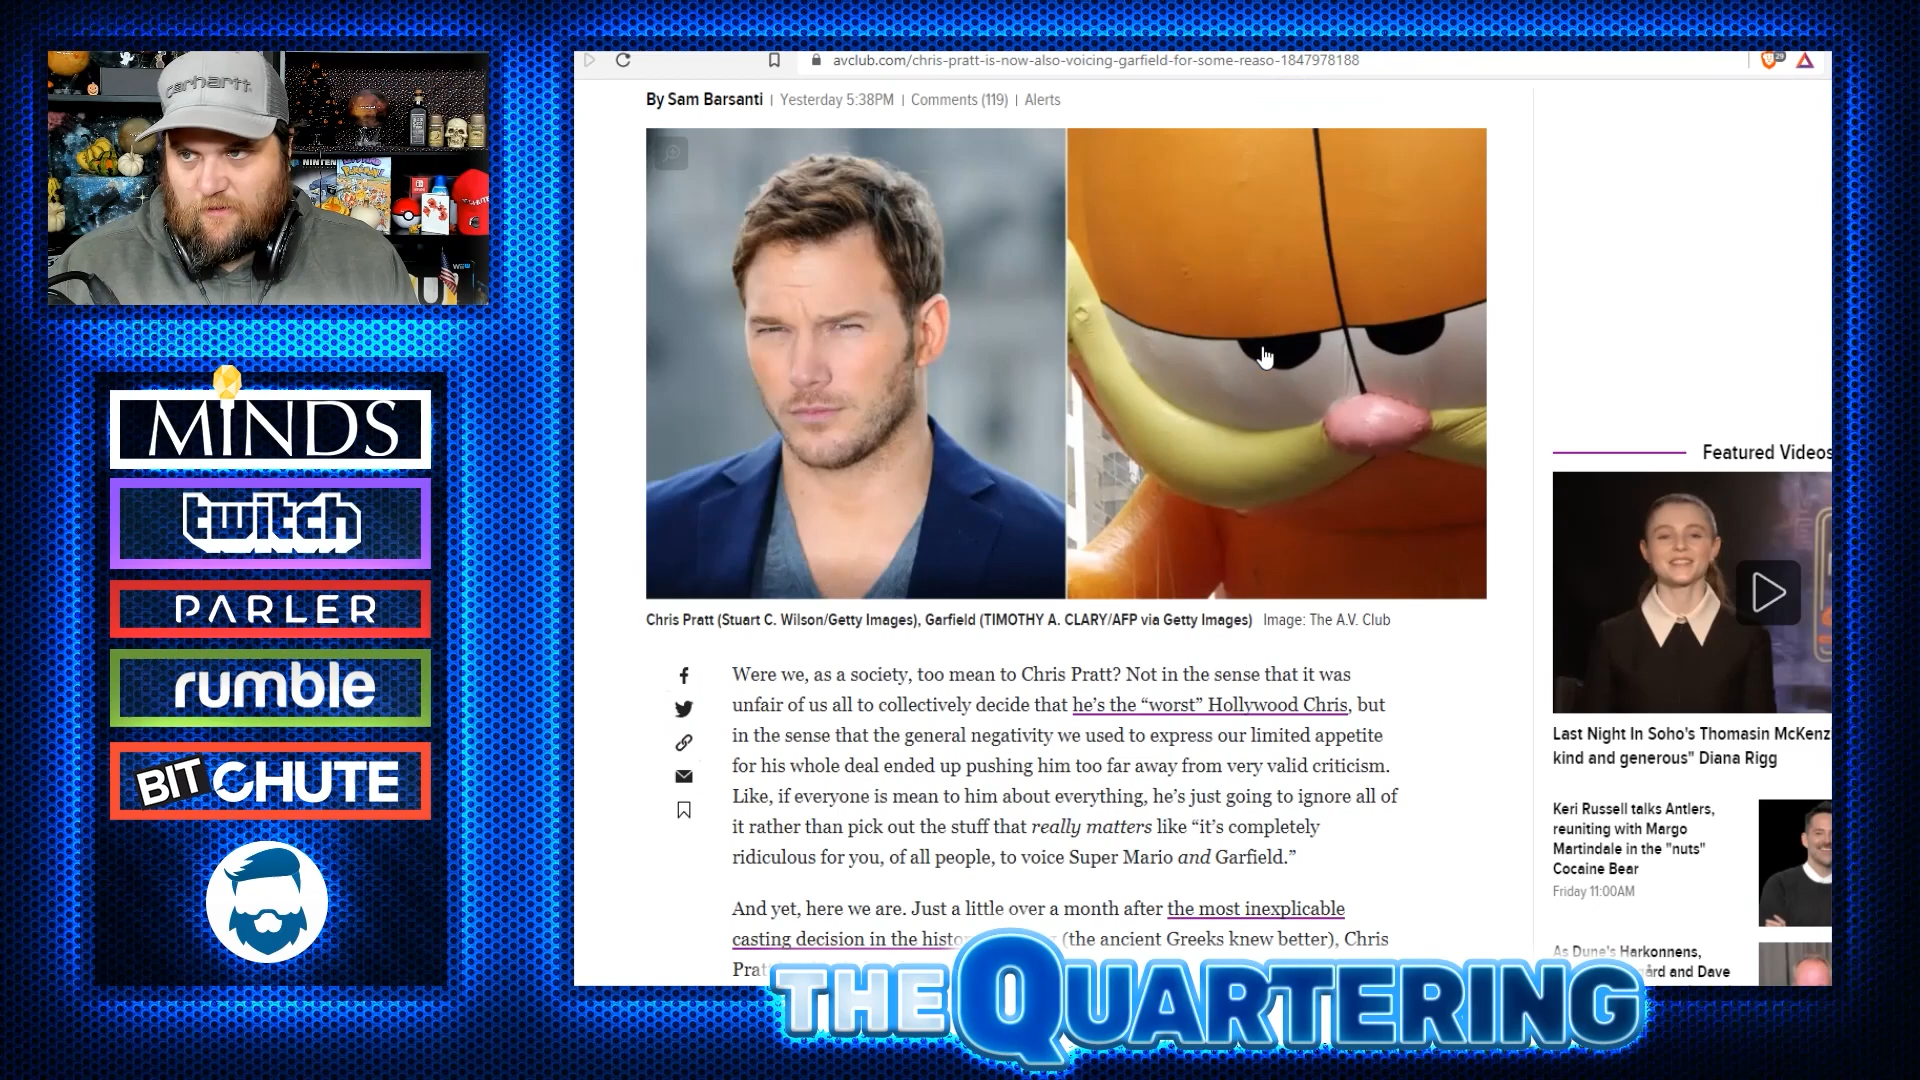 carhartt
NINTEN
POKÉMON
CHUTE
WII
MINDS
twitch
PARLER
rumble
BITCHUTE
avclub.com/chris-pratt-is-now-also-voicing-garfield-for-some-reaso-1847978188
29
By Sam Barsanti | Yesterday 5:38PM | Comments (119) | Alerts
Chris Pratt (Stuart C. Wilson/Getty Images), Garfield (TIMOTHY A. CLARY/AFP via Getty Images) Image: The A.V. Club
Were we, as a society, too mean to Chris Pratt? Not in the sense that it was
unfair of us all to collectively decide that he's the “worst” Hollywood Chris, but
in the sense that the general negativity we used to express our limited appetite
for his whole deal ended up pushing him too far away from very valid criticism.
Like, if everyone is mean to him about everything, he's just going to ignore all of
it rather than pick out the stuff that really matters like “it's completely
ridiculous for you, of all people, to voice Super Mario and Garfield.”
And yet, here we are. Just a little over a month after the most inexplicable
casting decision in the histo (the ancient Greeks knew better), Chris
Prat
Featured Videos
Last Night In Soho's Thomasin McKenz
kind and generous" Diana Rigg
Keri Russell talks Antlers,
reuniting with Margo
Martindale in the "nuts"
Cocaine Bear
Friday 11:00AM
As Dune's Harkonnens,
gård and Dave
THE QUARTERING